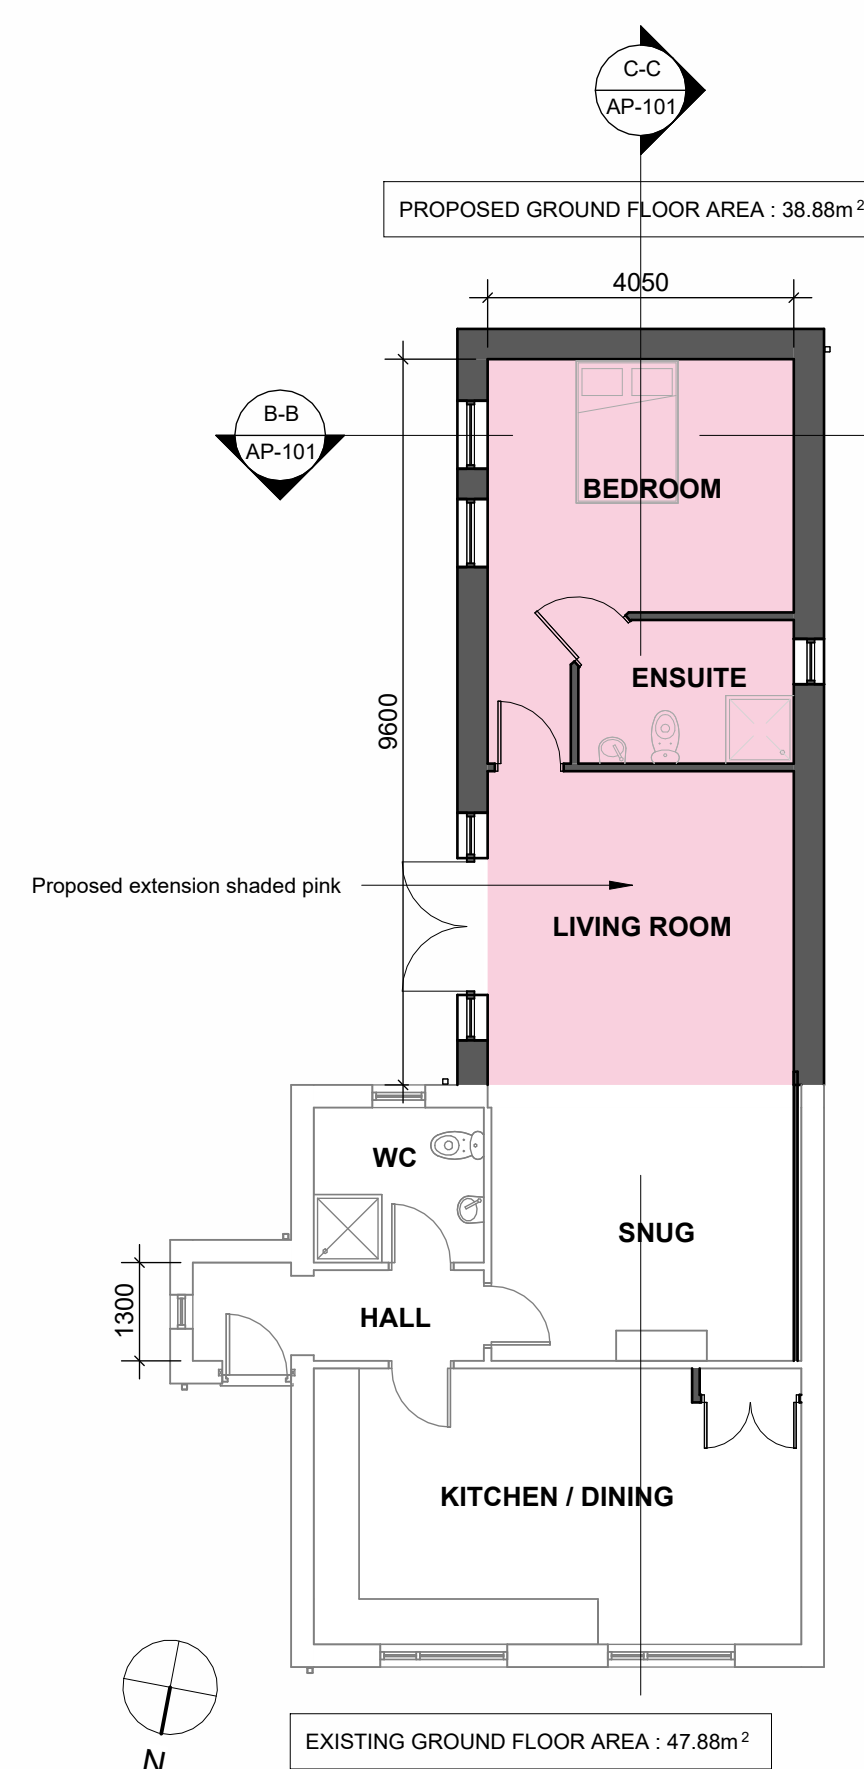 C-C
AP-101
PROPOSED GROUND FLOOR AREA : 38.88m²
4050
B-B
AP-101
BEDROOM
ENSUITE
9600
Proposed extension shaded pink
LIVING ROOM
WC
SNUG
1300
HALL
KITCHEN / DINING
N
EXISTING GROUND FLOOR AREA : 47.88m²